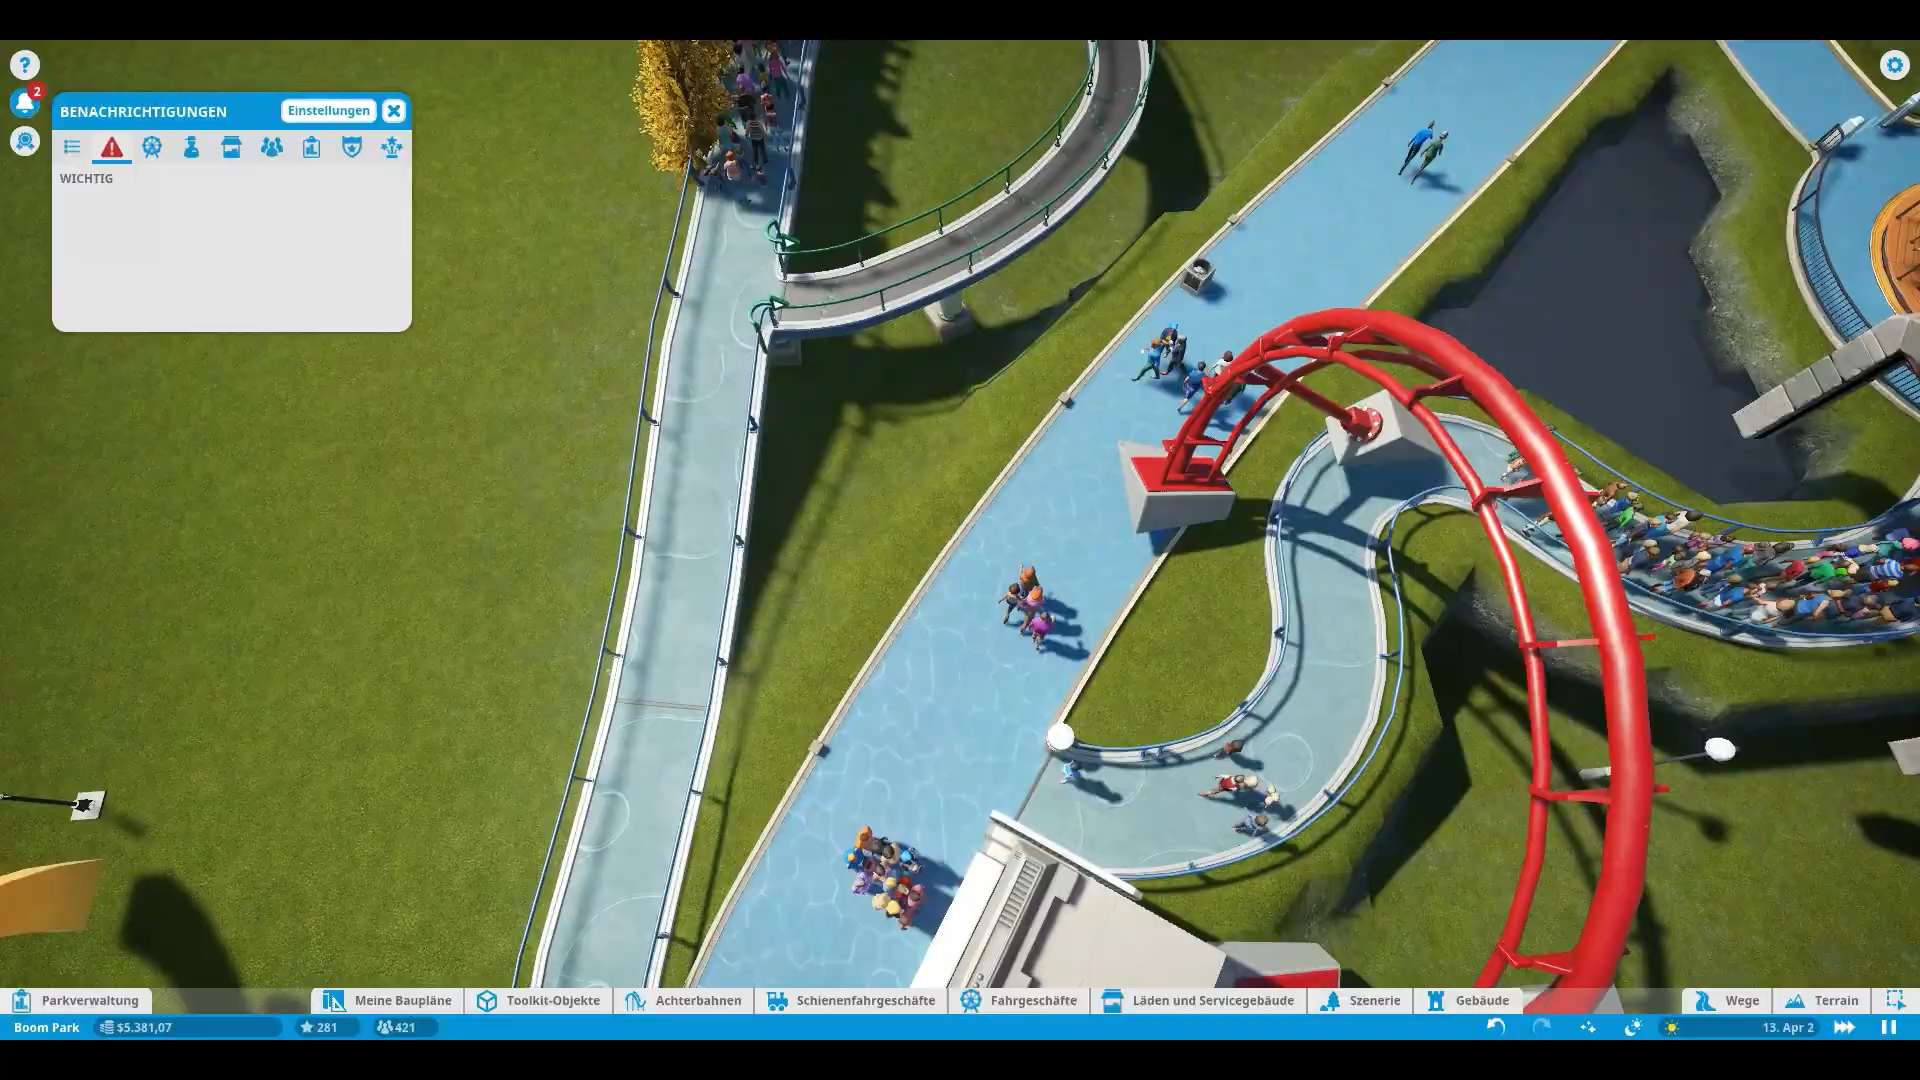 ?
2
BENACHRICHTIGUNGEN
Einstellungen
WICHTIG
Parkverwaltung
Meine Baupläne
Toolkit-Objekte
Achterbahnen
Schienenfahrgeschäfte
Fahrgeschäfte
Läden und Servicegebäude
Szenerie
Gebäude
Wege
Terrain
Boom Park
$5.381,07
281
421
13. Apr 2